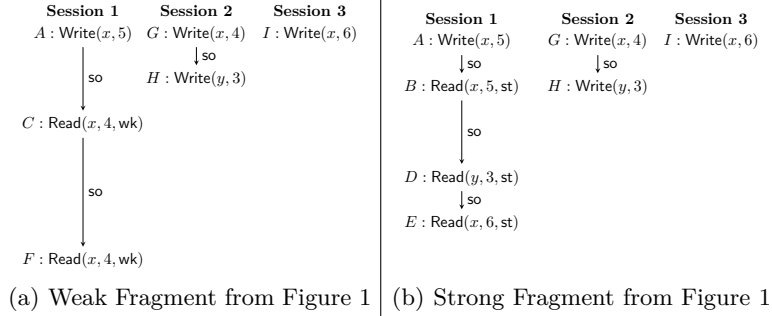 Session 1 Session 2 Session 3
A : Write(x, 5) G : Write(x, 4) I : Write(x, 6)
so
so
H : Write(y, 3)
C : Read(x, 4, wk)
so
F : Read(x, 4, wk)
(a) Weak Fragment from Figure 1
Session 1 Session 2 Session 3
A : Write(x, 5) G : Write(x, 4) I : Write(x, 6)
so so
B : Read(x, 5, st) H : Write(y, 3)
so
D : Read(y, 3, st)
so
E : Read(x, 6, st)
(b) Strong Fragment from Figure 1